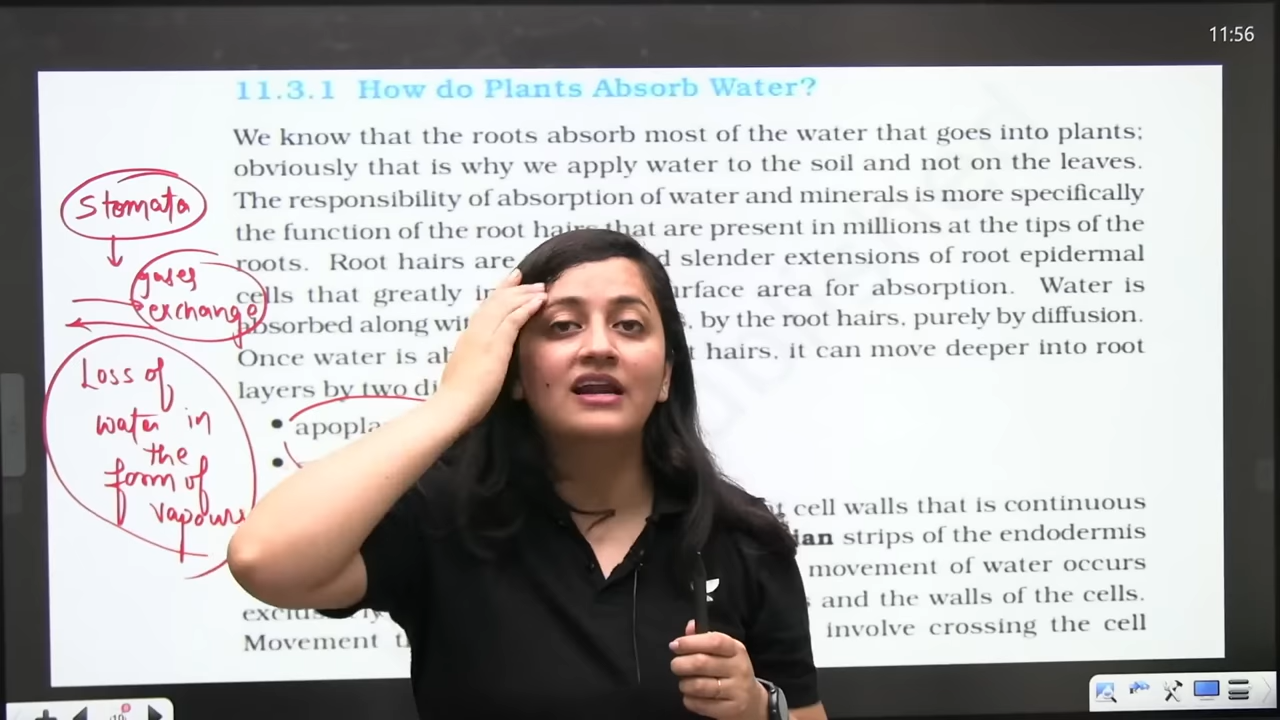 11:56
11.3.1 How do Plants Absorb Water?
We know that the roots absorb most of the water that goes into plants;
obviously that is why we apply water to the soil and not on the leaves.
The responsibility of absorption of water and minerals is more specifically
the function of the root hairs that are present in millions at the tips of the
roots. Root hairs are slender extensions of root epidermal
cells that greatly surface area for absorption. Water is
absorbed along by the root hairs, purely by diffusion.
Once water is hairs, it can move deeper into root
layers by two
• apopla
•
cell walls that is continuous
strips of the endodermis
movement of water occurs
and the walls of the cells.
Movement involve crossing the cell
Stomata
gases
exchange
Loss of
water in
the
form of
vapours